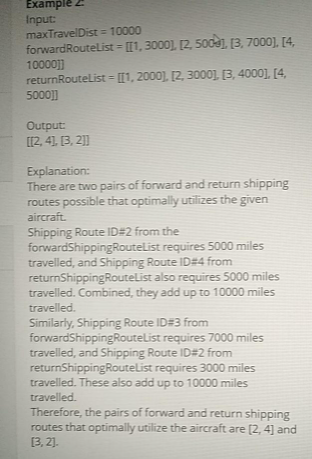 Example 2:
Input:
maxTravelDist = 10000
forwardRouteList = [[1, 3000], [2, 5000], [3, 7000], [4,
10000]]
returnRouteList = [[1, 2000], [2, 3000], [3, 4000], [4,
5000]]
Output:
[[2, 4], [3, 2]]
Explanation:
There are two pairs of forward and return shipping
routes possible that optimally utilizes the given
aircraft.
Shipping Route ID#2 from the
forwardShippingRouteList requires 5000 miles
travelled, and Shipping Route ID#4 from
returnShippingRouteList also requires 5000 miles
travelled. Combined, they add up to 10000 miles
travelled.
Similarly, Shipping Route ID#3 from
forwardShippingRouteList requires 7000 miles
travelled, and Shipping Route ID#2 from
returnShippingRouteList requires 3000 miles
travelled. These also add up to 10000 miles
travelled.
Therefore, the pairs of forward and return shipping
routes that optimally utilize the aircraft are [2, 4] and
[3, 2].